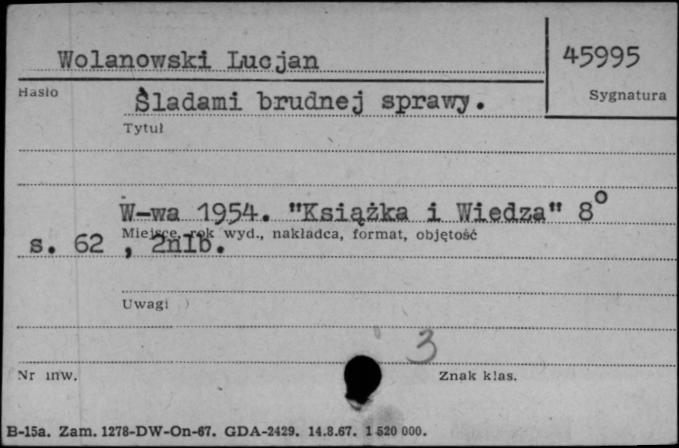 Wolanowski Lucjan
45995
Hasło
Sygnatura
Śladami brudnej sprawy.
Tytuł
W-wa 1954. "Książka i Wiedza" 8°
Miejsce, rok wyd., nakładca, format, objętość
s. 62 , 2nlb.
Uwagi
3
Nr inw.
Znak klas.
B-15a. Zam. 1278-DW-On-67. GDA-2429. 14.8.67. 1 520 000.